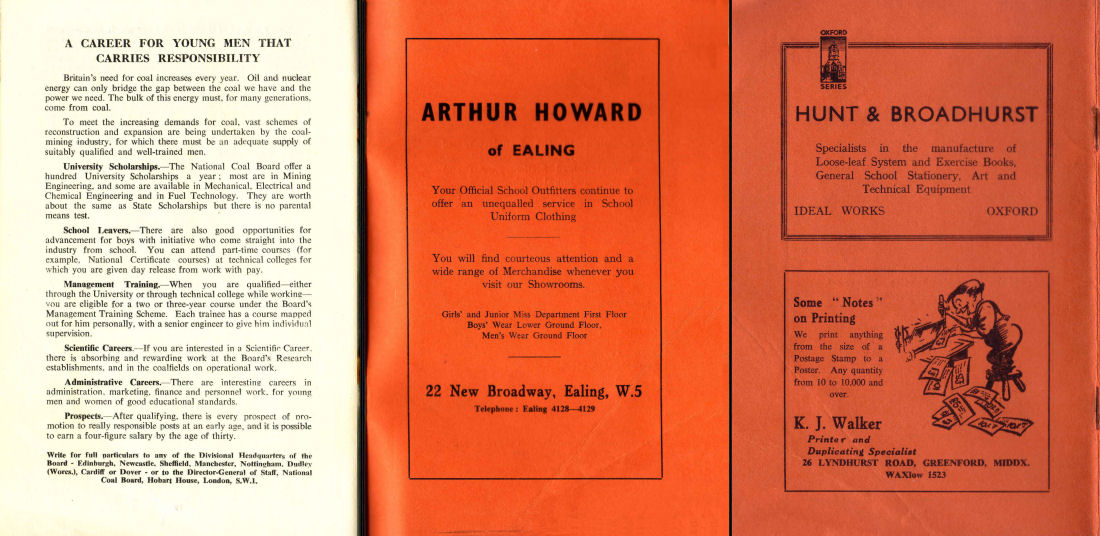 A CAREER FOR YOUNG MEN THAT
CARRIES RESPONSIBILITY
Britain's need for coal increases every year. Oil and nuclear
energy can only bridge the gap between the coal we have and the
power we need. The bulk of this energy must, for many generations,
come from coal.
To meet the increasing demands for coal, vast schemes of
reconstruction and expansion are being undertaken by the coal-
mining industry, for which there must be an adequate supply of
suitably qualified and well-trained men.
University Scholarships.—The National Coal Board offer a
hundred University Scholarships a year; most are in Mining
Engineering, and some are available in Mechanical, Electrical and
Chemical Engineering and in Fuel Technology. They are worth
about the same as State Scholarships but there is no parental
means test.
School Leavers.—There are also good opportunities for
advancement for boys with initiative who come straight into the
industry from school. You can attend part-time courses (for
example, National Certificate courses) at technical colleges for
which you are given day release from work with pay.
Management Training.—When you are qualified—either
through the University or through technical college while working—
you are eligible for a two or three-year course under the Board's
Management Training Scheme. Each trainee has a course mapped
out for him personally, with a senior engineer to give him individual
supervision.
Scientific Careers.—If you are interested in a Scientific Career,
there is absorbing and rewarding work at the Board's Research
establishments, and in the coalfields on operational work.
Administrative Careers.—There are interesting careers in
administration, marketing, finance and personnel work, for young
men and women of good educational standards.
Prospects.—After qualifying, there is every prospect of pro-
motion to really responsible posts at an early age, and it is possible
to earn a four-figure salary by the age of thirty.
Write for full particulars to any of the Divisional Headquarters of the
Board - Edinburgh, Newcastle, Sheffield, Manchester, Nottingham, Dudley
(Worcs.), Cardiff or Dover - or to the Director-General of Staff, National
Coal Board, Hobart House, London, S.W.1.
ARTHUR HOWARD
of EALING
Your Official School Outfitters continue to
offer an unequalled service in School
Uniform Clothing
You will find courteous attention and a
wide range of Merchandise whenever you
visit our Showrooms.
Girls' and Junior Miss Department First Floor
Boys' Wear Lower Ground Floor,
Men's Wear Ground Floor
22 New Broadway, Ealing, W.5
Telephone: Ealing 4128—4129
OXFORD
SERIES
HUNT & BROADHURST
Specialists in the manufacture of
Loose-leaf System and Exercise Books,
General School Stationery, Art and
Technical Equipment
IDEAL WORKS OXFORD
Some "Notes"
on Printing
We print anything
from the size of a
Postage Stamp to a
Poster. Any quantity
from 10 to 10,000 and
over.
K. J. Walker
Printer and
Duplicating Specialist
26 LYNDHURST ROAD, GREENFORD, MIDDX.
WAXlow 1523